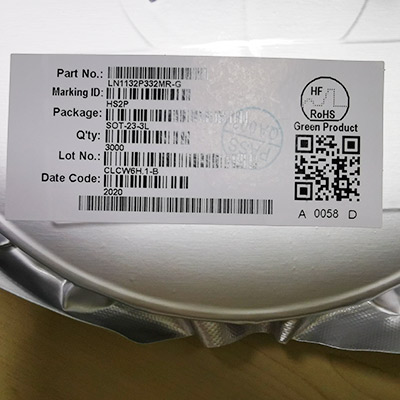 Part No.:
LN1132P332MR-G
Marking ID:
HS2P
Package:
SOT-23-3L
Q'ty:
3000
Lot No.:
CLCW6H.1-B
Date Code:
2020
HF
RoHS
Green Product
A 0058 D
PASS